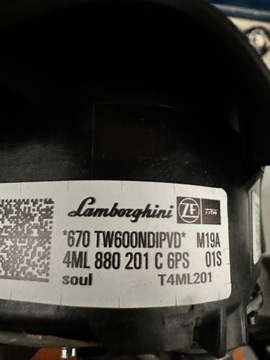 Lamborghini ZF TRW
*670 TW600NDIPVD* M19A
4ML 880 201 C 6PS 01S
soul T4ML201